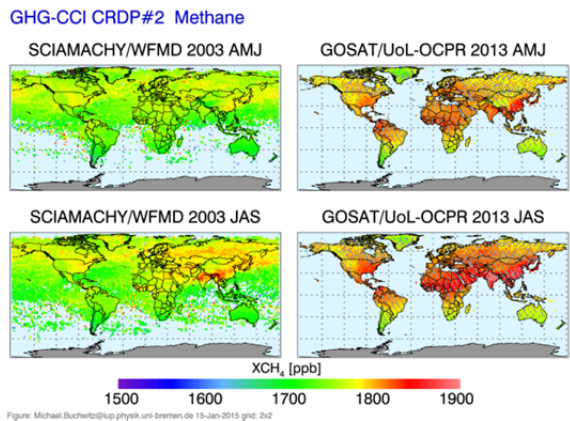 GHG-CCI CRDP#2 Methane
SCIAMACHY/WFMD 2003 AMJ
GOSAT/UoL-OCPR 2013 AMJ
SCIAMACHY/WFMD 2003 JAS
GOSAT/UoL-OCPR 2013 JAS
XCH₄ [ppb]
1500 1600 1700 1800 1900
Figure: Michael.Buchwitz@iup.physik.uni-bremen.de 15-Jan-2015 grid: 2x2